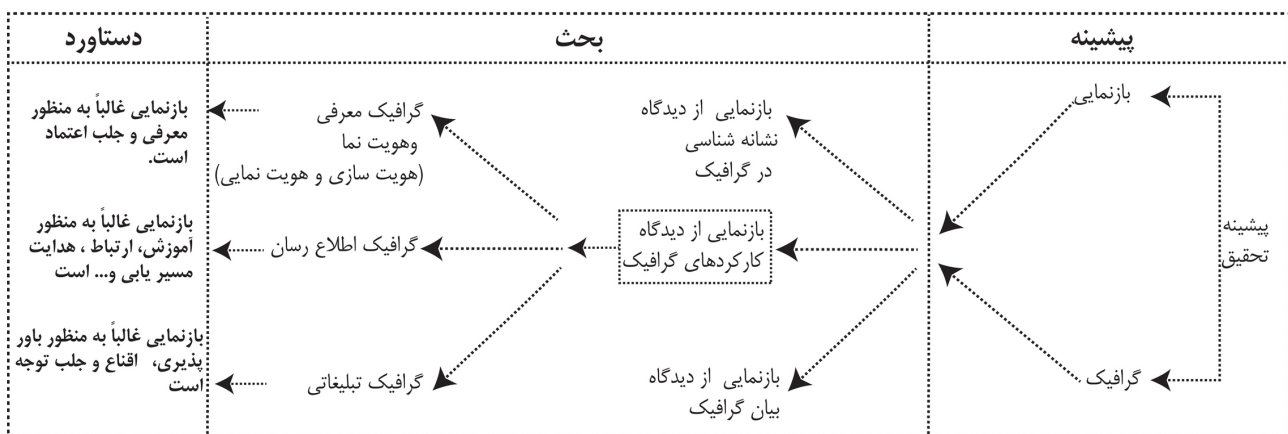 پیشینه
بحث
دستاورد
پیشینه
تحقیق
بازنمایی
گرافیک
بازنمایی از دیدگاه
نشانه شناسی
در گرافیک
بازنمایی از دیدگاه
کارکردهای گرافیک
بازنمایی از دیدگاه
بیان گرافیک
گرافیک معرفی
وهویت نما
(هویت سازی و هویت نمایی)
گرافیک اطلاع رسان
گرافیک تبلیغاتی
بازنمایی غالباً به منظور
معرفی و جلب اعتماد
است.
بازنمایی غالباً به منظور
آموزش، ارتباط ، هدایت
مسیر یابی و... است
بازنمایی غالباً به منظور باور
پذیری، اقناع و جلب توجه
است